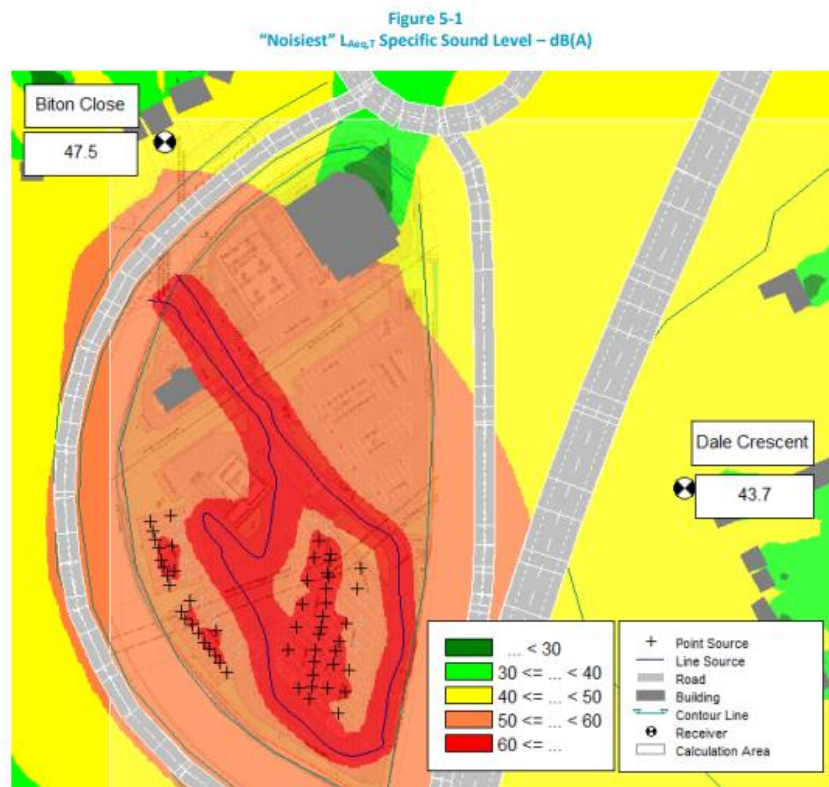 Figure 5-1
"Noisiest" LAeq,T Specific Sound Level – dB(A)
Biton Close
47.5
Dale Crescent
43.7
... < 30
30 <= ... < 40
40 <= ... < 50
50 <= ... < 60
60 <= ...
Point Source
Line Source
Road
Building
Contour Line
Receiver
Calculation Area